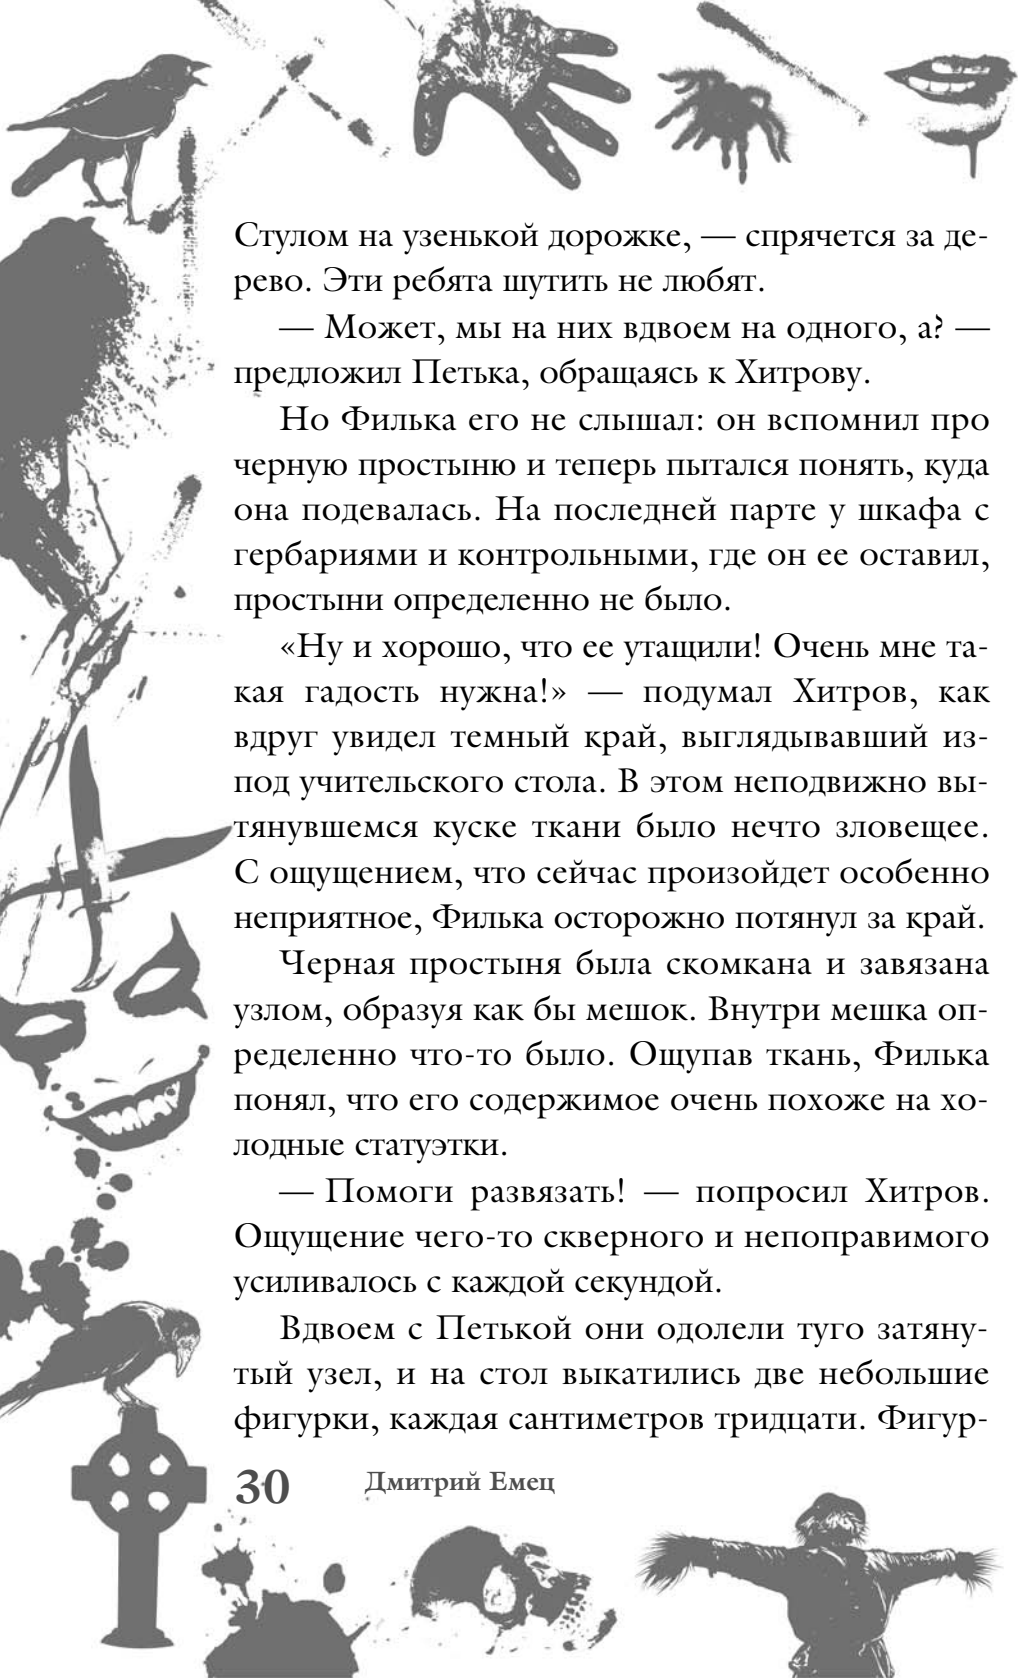 Стулом на узенькой дорожке, — спрячется за де-
рево. Эти ребята шутить не любят.
— Может, мы на них вдвоем на одного, а? —
предложил Петька, обращаясь к Хитрову.
Но Филька его не слышал: он вспомнил про
черную простыню и теперь пытался понять, куда
она подевалась. На последней парте у шкафа с
гербариями и контрольными, где он ее оставил,
простыни определенно не было.
«Ну и хорошо, что ее утащили! Очень мне та-
кая гадость нужна!» — подумал Хитров, как
вдруг увидел темный край, выглядывавший из-
под учительского стола. В этом неподвижно вы-
тянувшемся куске ткани было нечто зловещее.
С ощущением, что сейчас произойдет особенно
неприятное, Филька осторожно потянул за край.
Черная простыня была скомкана и завязана
узлом, образуя как бы мешок. Внутри мешка оп-
ределенно что-то было. Ощупав ткань, Филька
понял, что его содержимое очень похоже на хо-
лодные статуэтки.
— Помоги развязать! — попросил Хитров.
Ощущение чего-то скверного и непоправимого
усиливалось с каждой секундой.
Вдвоем с Петькой они одолели туго затяну-
тый узел, и на стол выкатились две небольшие
фигурки, каждая сантиметров тридцати. Фигур-
30 Дмитрий Емец